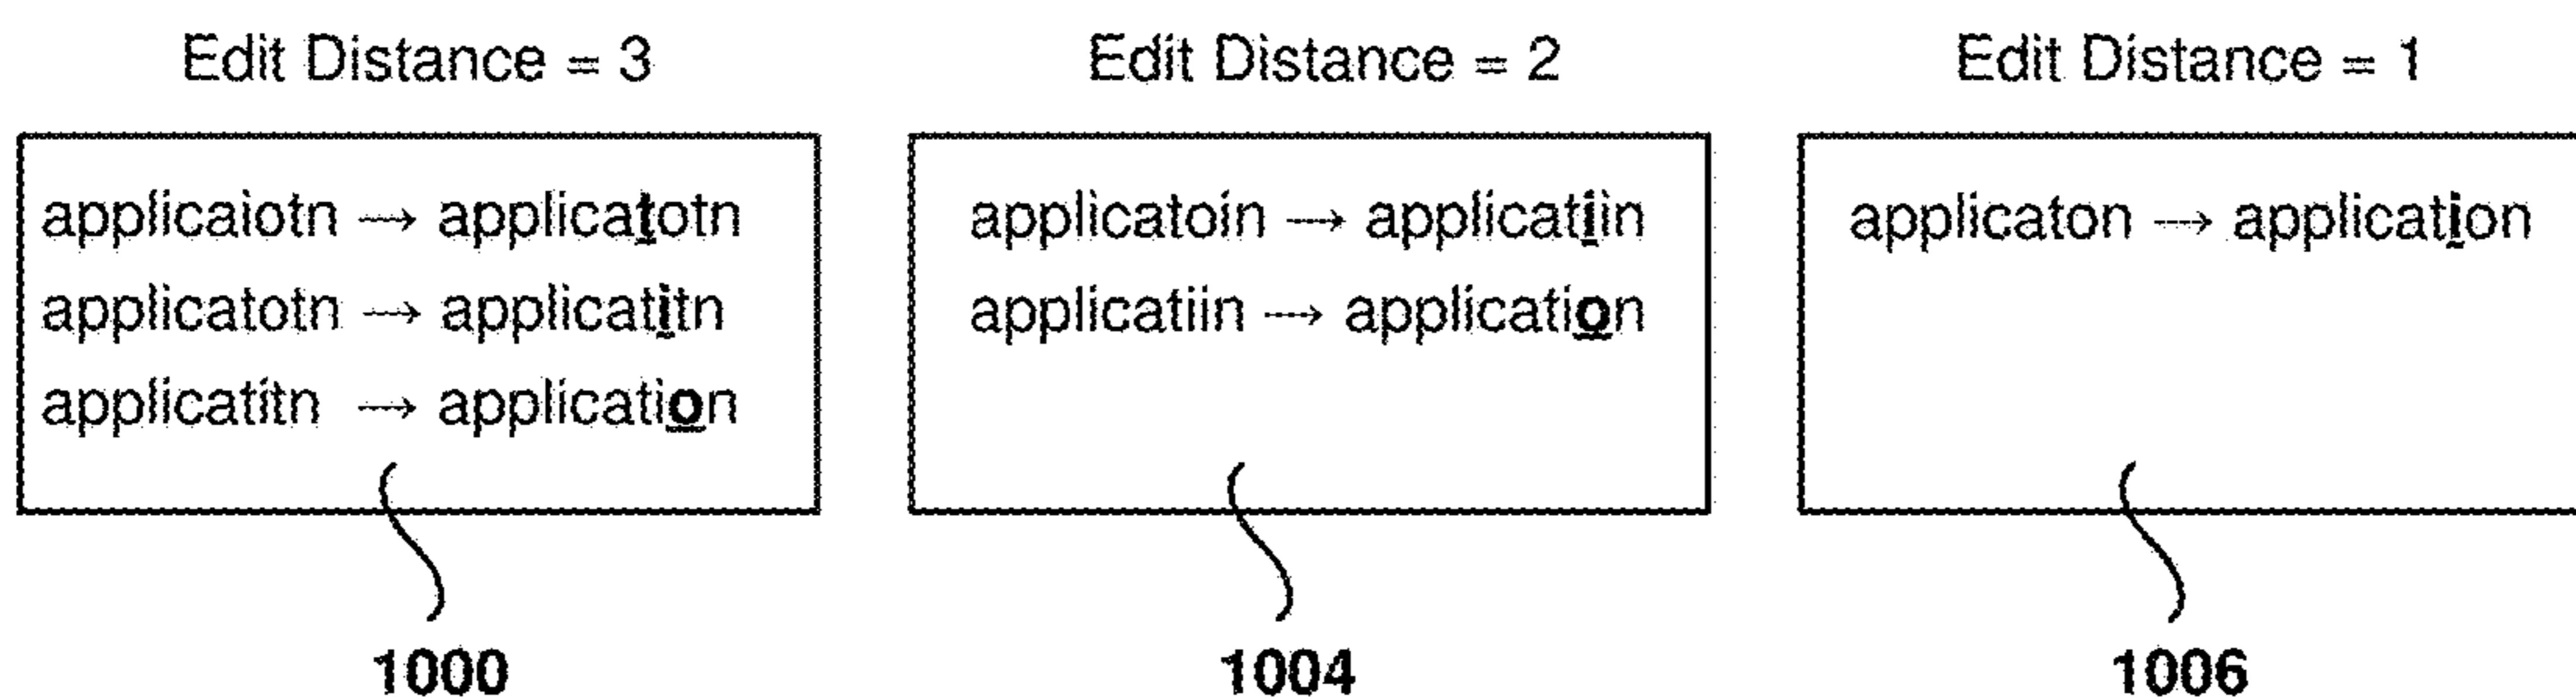 Edit Distance = 3
applicaiotn → applicatotn
applicatotn → applicatitn
applicatitn → application
1000
Edit Distance = 2
applicatoin → applicatiin
applicatiin → application
1004
Edit Distance = 1
applicaton → application
1006